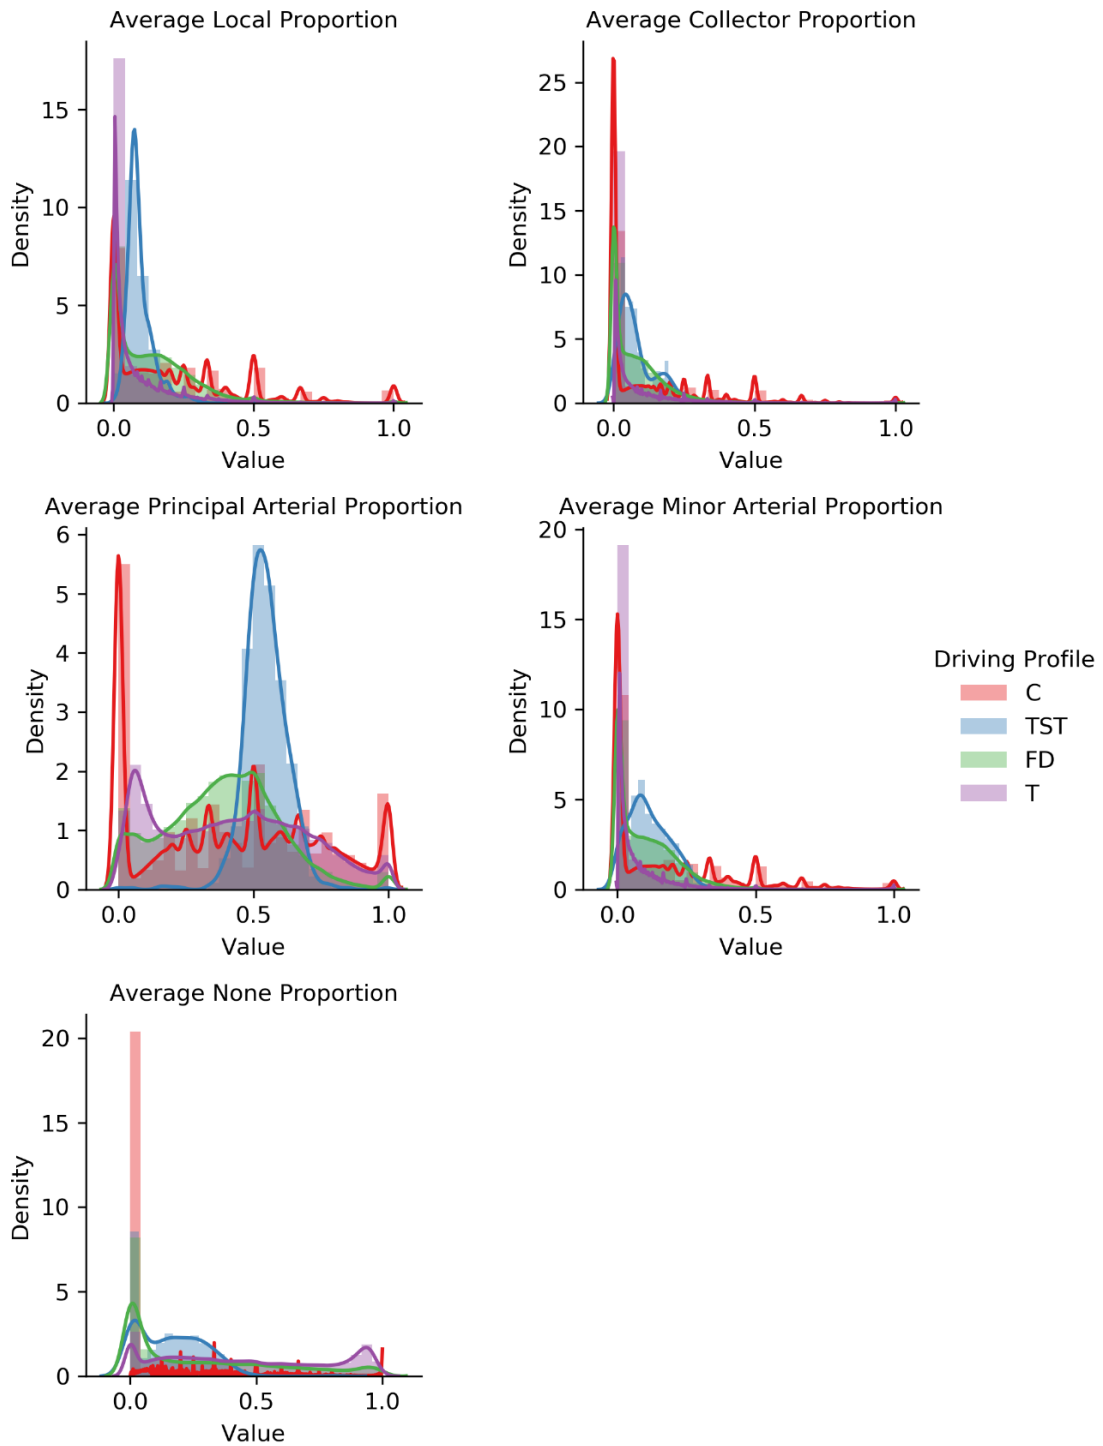 Average Local Proportion
Average Collector Proportion
15
10
5
0
Density
0.0 0.5 1.0
Value
25
20
15
10
5
0
Density
0.0 0.5 1.0
Value
Average Principal Arterial Proportion
Average Minor Arterial Proportion
6
5
4
3
2
1
0
Density
0.0 0.5 1.0
Value
20
15
10
5
0
Density
0.0 0.5 1.0
Value
Driving Profile
C
TST
FD
T
Average None Proportion
20
15
10
5
0
Density
0.0 0.5 1.0
Value